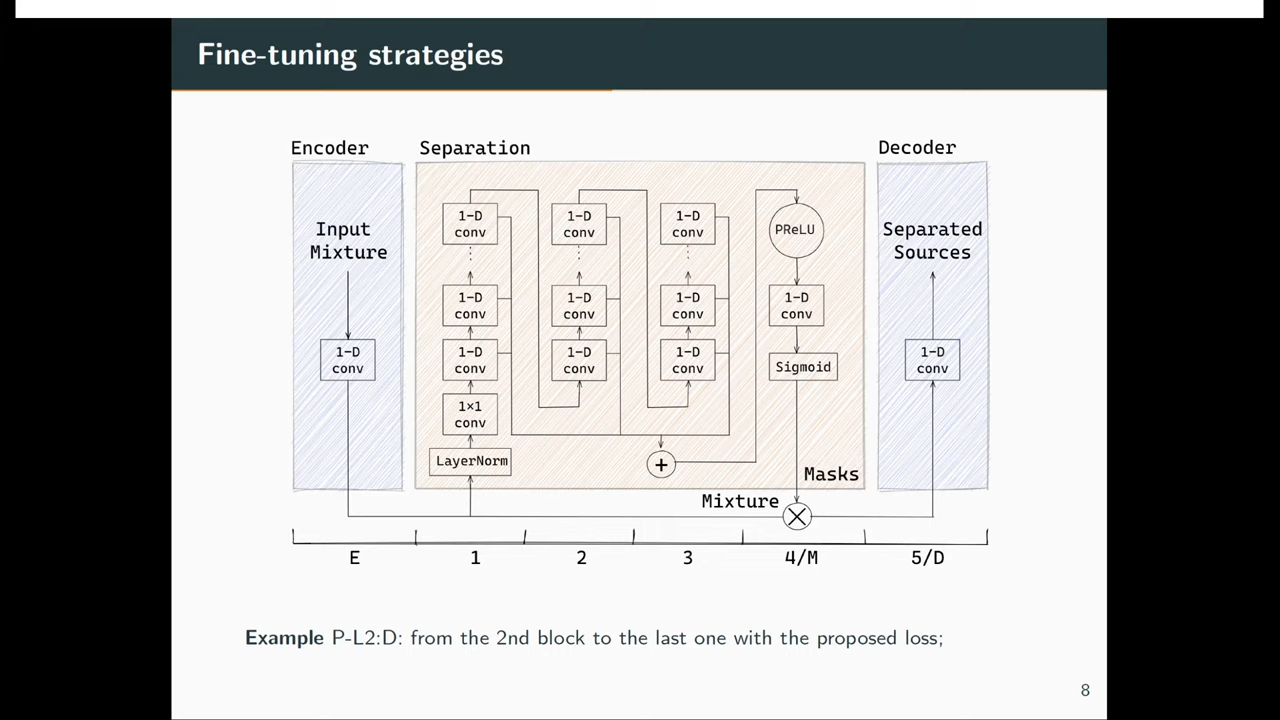 Fine-tuning strategies
Encoder
Separation
Decoder
Input
Mixture
1-D
conv
1-D
conv
1-D
conv
1-D
conv
1×1
conv
LayerNorm
1-D
conv
1-D
conv
1-D
conv
1-D
conv
1-D
conv
1-D
conv
+
PReLU
1-D
conv
Sigmoid
Masks
Mixture
Separated
Sources
1-D
conv
E
1
2
3
4/M
5/D
Example P-L2:D: from the 2nd block to the last one with the proposed loss;
8